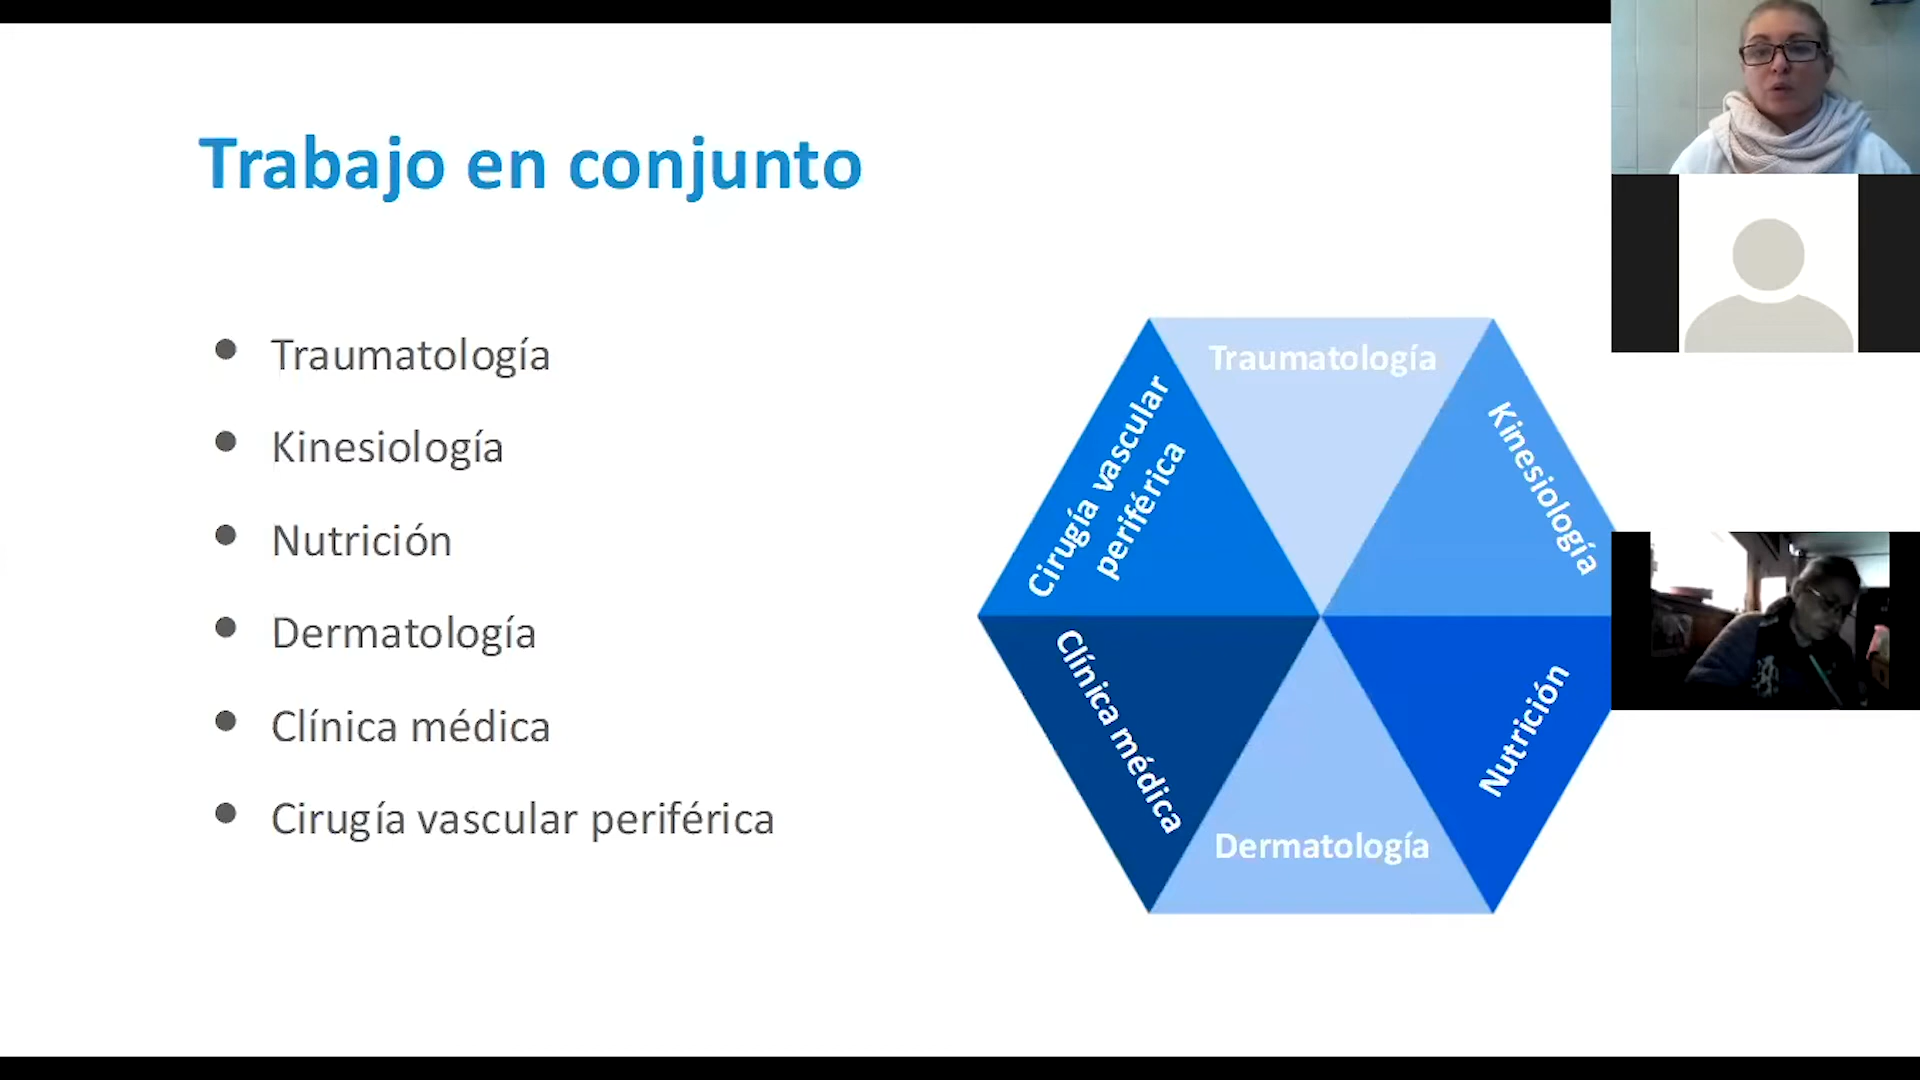 Trabajo en conjunto
Traumatología
Kinesiología
Nutrición
Dermatología
Clínica médica
Cirugía vascular periférica
Traumatología
Kinesiología
Nutrición
Dermatología
Clínica médica
Cirugía vascular
periférica